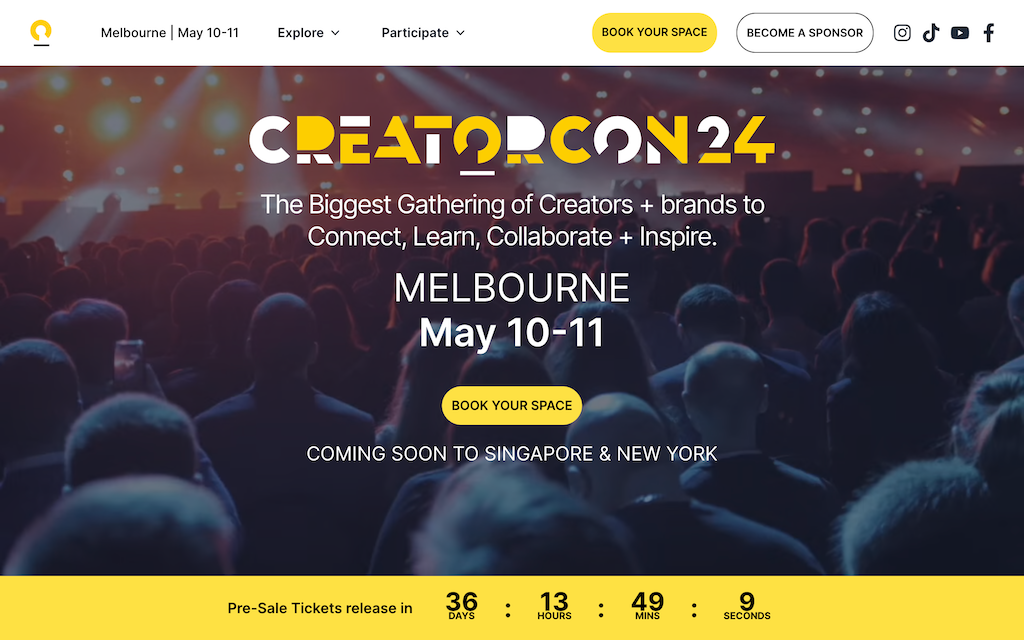 Melbourne | May 10-11
Explore
Participate
BOOK YOUR SPACE
BECOME A SPONSOR
CREATORCON24
The Biggest Gathering of Creators + brands to
Connect, Learn, Collaborate + Inspire.
MELBOURNE
May 10-11
BOOK YOUR SPACE
COMING SOON TO SINGAPORE & NEW YORK
Pre-Sale Tickets release in
36 : 13 : 49 : 9
DAYS HOURS MINS SECONDS